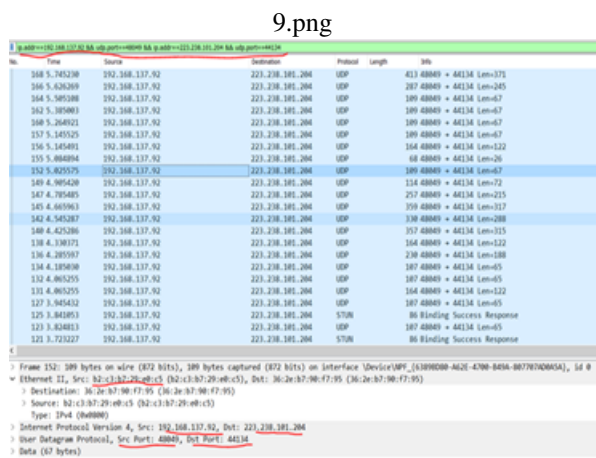 9.png
ip.addr==192.168.137.92 && udp.port==48049 && ip.addr==223.238.101.204 && udp.port==44134
No. Time Source Destination Protocol Length Info
168 5.745230 192.168.137.92 223.238.101.204 UDP 413 48049 → 44134 Len=371
166 5.626269 192.168.137.92 223.238.101.204 UDP 287 48049 → 44134 Len=245
164 5.505108 192.168.137.92 223.238.101.204 UDP 109 48049 → 44134 Len=67
162 5.385003 192.168.137.92 223.238.101.204 UDP 109 48049 → 44134 Len=67
160 5.264921 192.168.137.92 223.238.101.204 UDP 109 48049 → 44134 Len=67
157 5.145525 192.168.137.92 223.238.101.204 UDP 109 48049 → 44134 Len=67
156 5.145491 192.168.137.92 223.238.101.204 UDP 164 48049 → 44134 Len=122
155 5.084894 192.168.137.92 223.238.101.204 UDP 68 48049 → 44134 Len=26
152 5.025575 192.168.137.92 223.238.101.204 UDP 109 48049 → 44134 Len=67
149 4.905420 192.168.137.92 223.238.101.204 UDP 114 48049 → 44134 Len=72
147 4.785485 192.168.137.92 223.238.101.204 UDP 257 48049 → 44134 Len=215
145 4.665963 192.168.137.92 223.238.101.204 UDP 359 48049 → 44134 Len=317
142 4.545287 192.168.137.92 223.238.101.204 UDP 330 48049 → 44134 Len=288
140 4.425286 192.168.137.92 223.238.101.204 UDP 357 48049 → 44134 Len=315
138 4.330371 192.168.137.92 223.238.101.204 UDP 164 48049 → 44134 Len=122
136 4.205597 192.168.137.92 223.238.101.204 UDP 230 48049 → 44134 Len=188
134 4.185030 192.168.137.92 223.238.101.204 UDP 107 48049 → 44134 Len=65
132 4.065255 192.168.137.92 223.238.101.204 UDP 107 48049 → 44134 Len=65
131 4.065255 192.168.137.92 223.238.101.204 UDP 164 48049 → 44134 Len=122
127 3.945432 192.168.137.92 223.238.101.204 UDP 107 48049 → 44134 Len=65
125 3.841053 192.168.137.92 223.238.101.204 STUN 86 Binding Success Response
123 3.824813 192.168.137.92 223.238.101.204 UDP 107 48049 → 44134 Len=65
121 3.723227 192.168.137.92 223.238.101.204 STUN 86 Binding Success Response
> Frame 152: 109 bytes on wire (872 bits), 109 bytes captured (872 bits) on interface \Device\NPF_ id 0
Ethernet II, Src: b2:c3:b7:29:e0:c5 (b2:c3:b7:29:e0:c5), Dst: 36:2e:b7:90:f7:95 (36:2e:b7:90:f7:95)
> Destination: 36:2e:b7:90:f7:95 (36:2e:b7:90:f7:95)
> Source: b2:c3:b7:29:e0:c5 (b2:c3:b7:29:e0:c5)
Type: IPv4 (0x0800)
> Internet Protocol Version 4, Src: 192.168.137.92, Dst: 223.238.101.204
> User Datagram Protocol, Src Port: 48049, Dst Port: 44134
> Data (67 bytes)